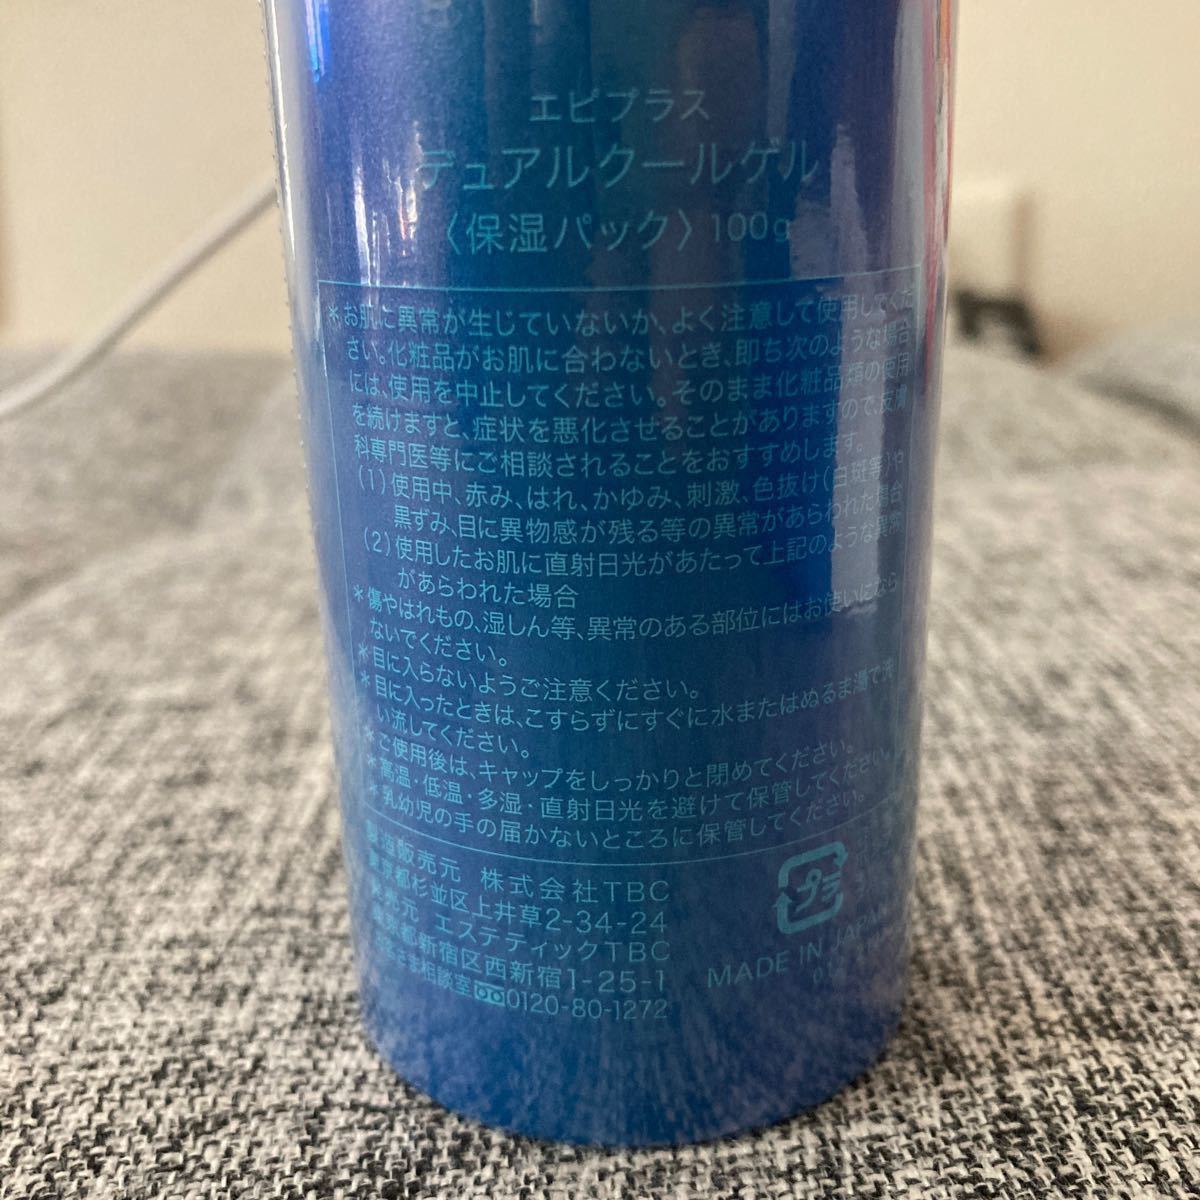 エピプラス
デュアルクールゲル
〈保湿パック〉100g
＊お肌に異常が生じていないか、よく注意して使用してくだ
さい。化粧品がお肌に合わないとき、即ち次のような場合
には、使用を中止してください。そのまま化粧品類の使用
を続けますと、症状を悪化させることがありますので、皮膚
科専門医等にご相談されることをおすすめします。
(1)使用中、赤み、はれ、かゆみ、刺激、色抜け(白斑等)や
黒ずみ、目に異物感が残る等の異常があらわれた場合
(2)使用したお肌に直射日光があたって上記のような異常
があらわれた場合
＊傷やはれもの、湿しん等、異常のある部位にはお使いになら
ないでください。
＊目に入らないようご注意ください。
＊目に入ったときは、こすらずにすぐに水またはぬるま湯で洗
い流してください。
＊ご使用後は、キャップをしっかりと閉めてください。
＊高温・低温・多湿・直射日光を避けて保管してください。
＊乳幼児の手の届かないところに保管してください。
製造販売元 株式会社TBC
東京都杉並区上井草2-34-24
発売元 エステティックTBC
東京都新宿区西新宿1-25-1
お客さま相談室 0120-80-1272
プラ
MADE IN JAPAN